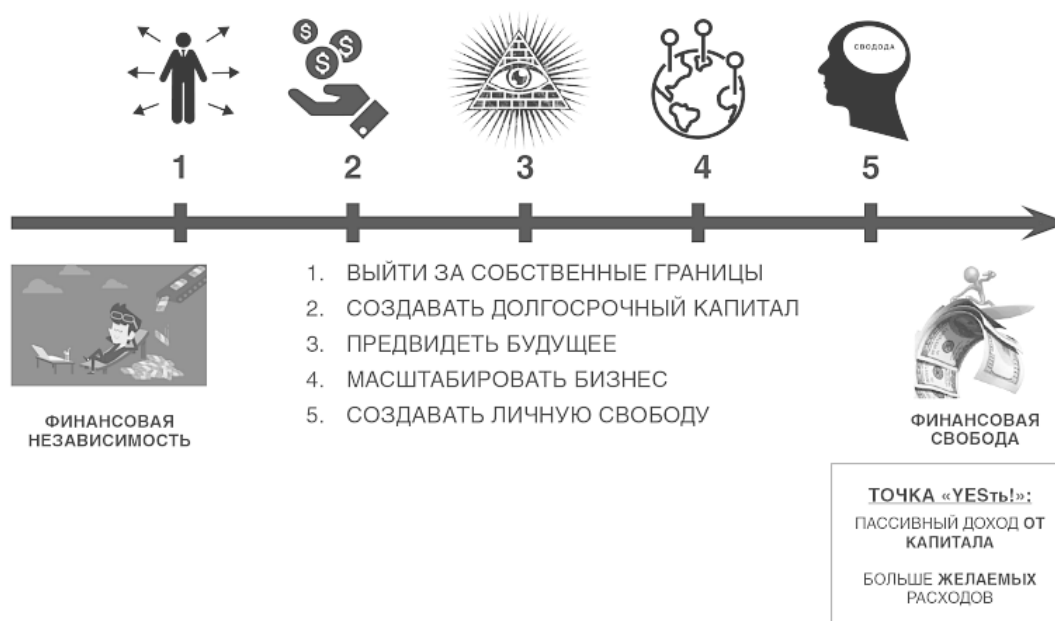 СВОДОДА
1 2 3 4 5
1. ВЫЙТИ ЗА СОБСТВЕННЫЕ ГРАНИЦЫ
2. СОЗДАВАТЬ ДОЛГОСРОЧНЫЙ КАПИТАЛ
3. ПРЕДВИДЕТЬ БУДУЩЕЕ
4. МАСШТАБИРОВАТЬ БИЗНЕС
5. СОЗДАВАТЬ ЛИЧНУЮ СВОБОДУ
ФИНАНСОВАЯ
НЕЗАВИСИМОСТЬ
ФИНАНСОВАЯ
СВОБОДА
ТОЧКА «YESть!»:
ПАССИВНЫЙ ДОХОД ОТ
КАПИТАЛА
БОЛЬШЕ ЖЕЛАЕМЫХ
РАСХОДОВ